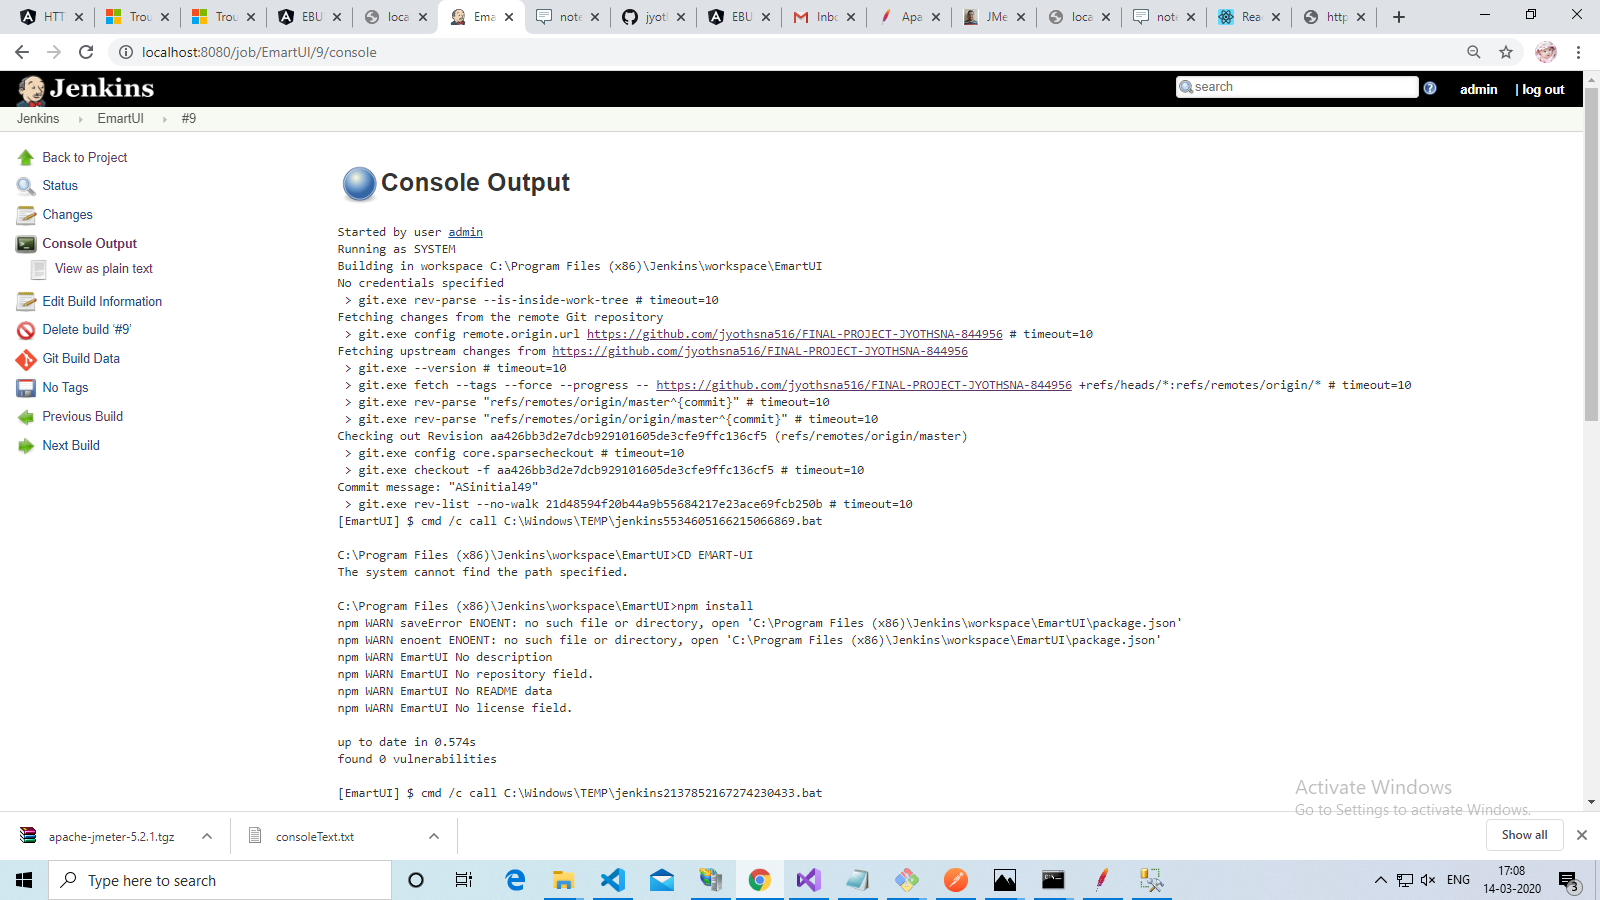 HTT
Trou
Trou
EBU
loca
Ema
note
jyot
EBU
Inbc
Apa
JMe
loca
note
Rea
http
localhost:8080/job/EmartUI/9/console
Jenkins
search
admin
| log out
Jenkins
EmartUI
#9
Back to Project
Status
Changes
Console Output
View as plain text
Edit Build Information
Delete build ‘#9’
Git Build Data
No Tags
Previous Build
Next Build
Console Output
Started by user admin
Running as SYSTEM
Building in workspace C:\Program Files (x86)\Jenkins\workspace\EmartUI
No credentials specified
> git.exe rev-parse --is-inside-work-tree # timeout=10
Fetching changes from the remote Git repository
> git.exe config remote.origin.url https://github.com/jyothsna516/FINAL-PROJECT-JYOTHSNA-844956 # timeout=10
Fetching upstream changes from https://github.com/jyothsna516/FINAL-PROJECT-JYOTHSNA-844956
> git.exe --version # timeout=10
> git.exe fetch --tags --force --progress -- https://github.com/jyothsna516/FINAL-PROJECT-JYOTHSNA-844956 +refs/heads/*:refs/remotes/origin/* # timeout=10
> git.exe rev-parse "refs/remotes/origin/master^{commit}" # timeout=10
> git.exe rev-parse "refs/remotes/origin/origin/master^{commit}" # timeout=10
Checking out Revision aa426bb3d2e7dcb929101605de3cfe9ffc136cf5 (refs/remotes/origin/master)
> git.exe config core.sparsecheckout # timeout=10
> git.exe checkout -f aa426bb3d2e7dcb929101605de3cfe9ffc136cf5 # timeout=10
Commit message: "ASinitial49"
> git.exe rev-list --no-walk 21d48594f20b44a9b55684217e23ace69fcb250b # timeout=10
[EmartUI] $ cmd /c call C:\Windows\TEMP\jenkins5534605166215066869.bat
C:\Program Files (x86)\Jenkins\workspace\EmartUI>CD EMART-UI
The system cannot find the path specified.
C:\Program Files (x86)\Jenkins\workspace\EmartUI>npm install
npm WARN saveError ENOENT: no such file or directory, open 'C:\Program Files (x86)\Jenkins\workspace\EmartUI\package.json'
npm WARN enoent ENOENT: no such file or directory, open 'C:\Program Files (x86)\Jenkins\workspace\EmartUI\package.json'
npm WARN EmartUI No description
npm WARN EmartUI No repository field.
npm WARN EmartUI No README data
npm WARN EmartUI No license field.
up to date in 0.574s
found 0 vulnerabilities
[EmartUI] $ cmd /c call C:\Windows\TEMP\jenkins2137852167274230433.bat
Activate Windows
Go to Settings to activate Windows.
apache-jmeter-5.2.1.tgz
consoleText.txt
Show all
Type here to search
ENG
17:08
14-03-2020
3